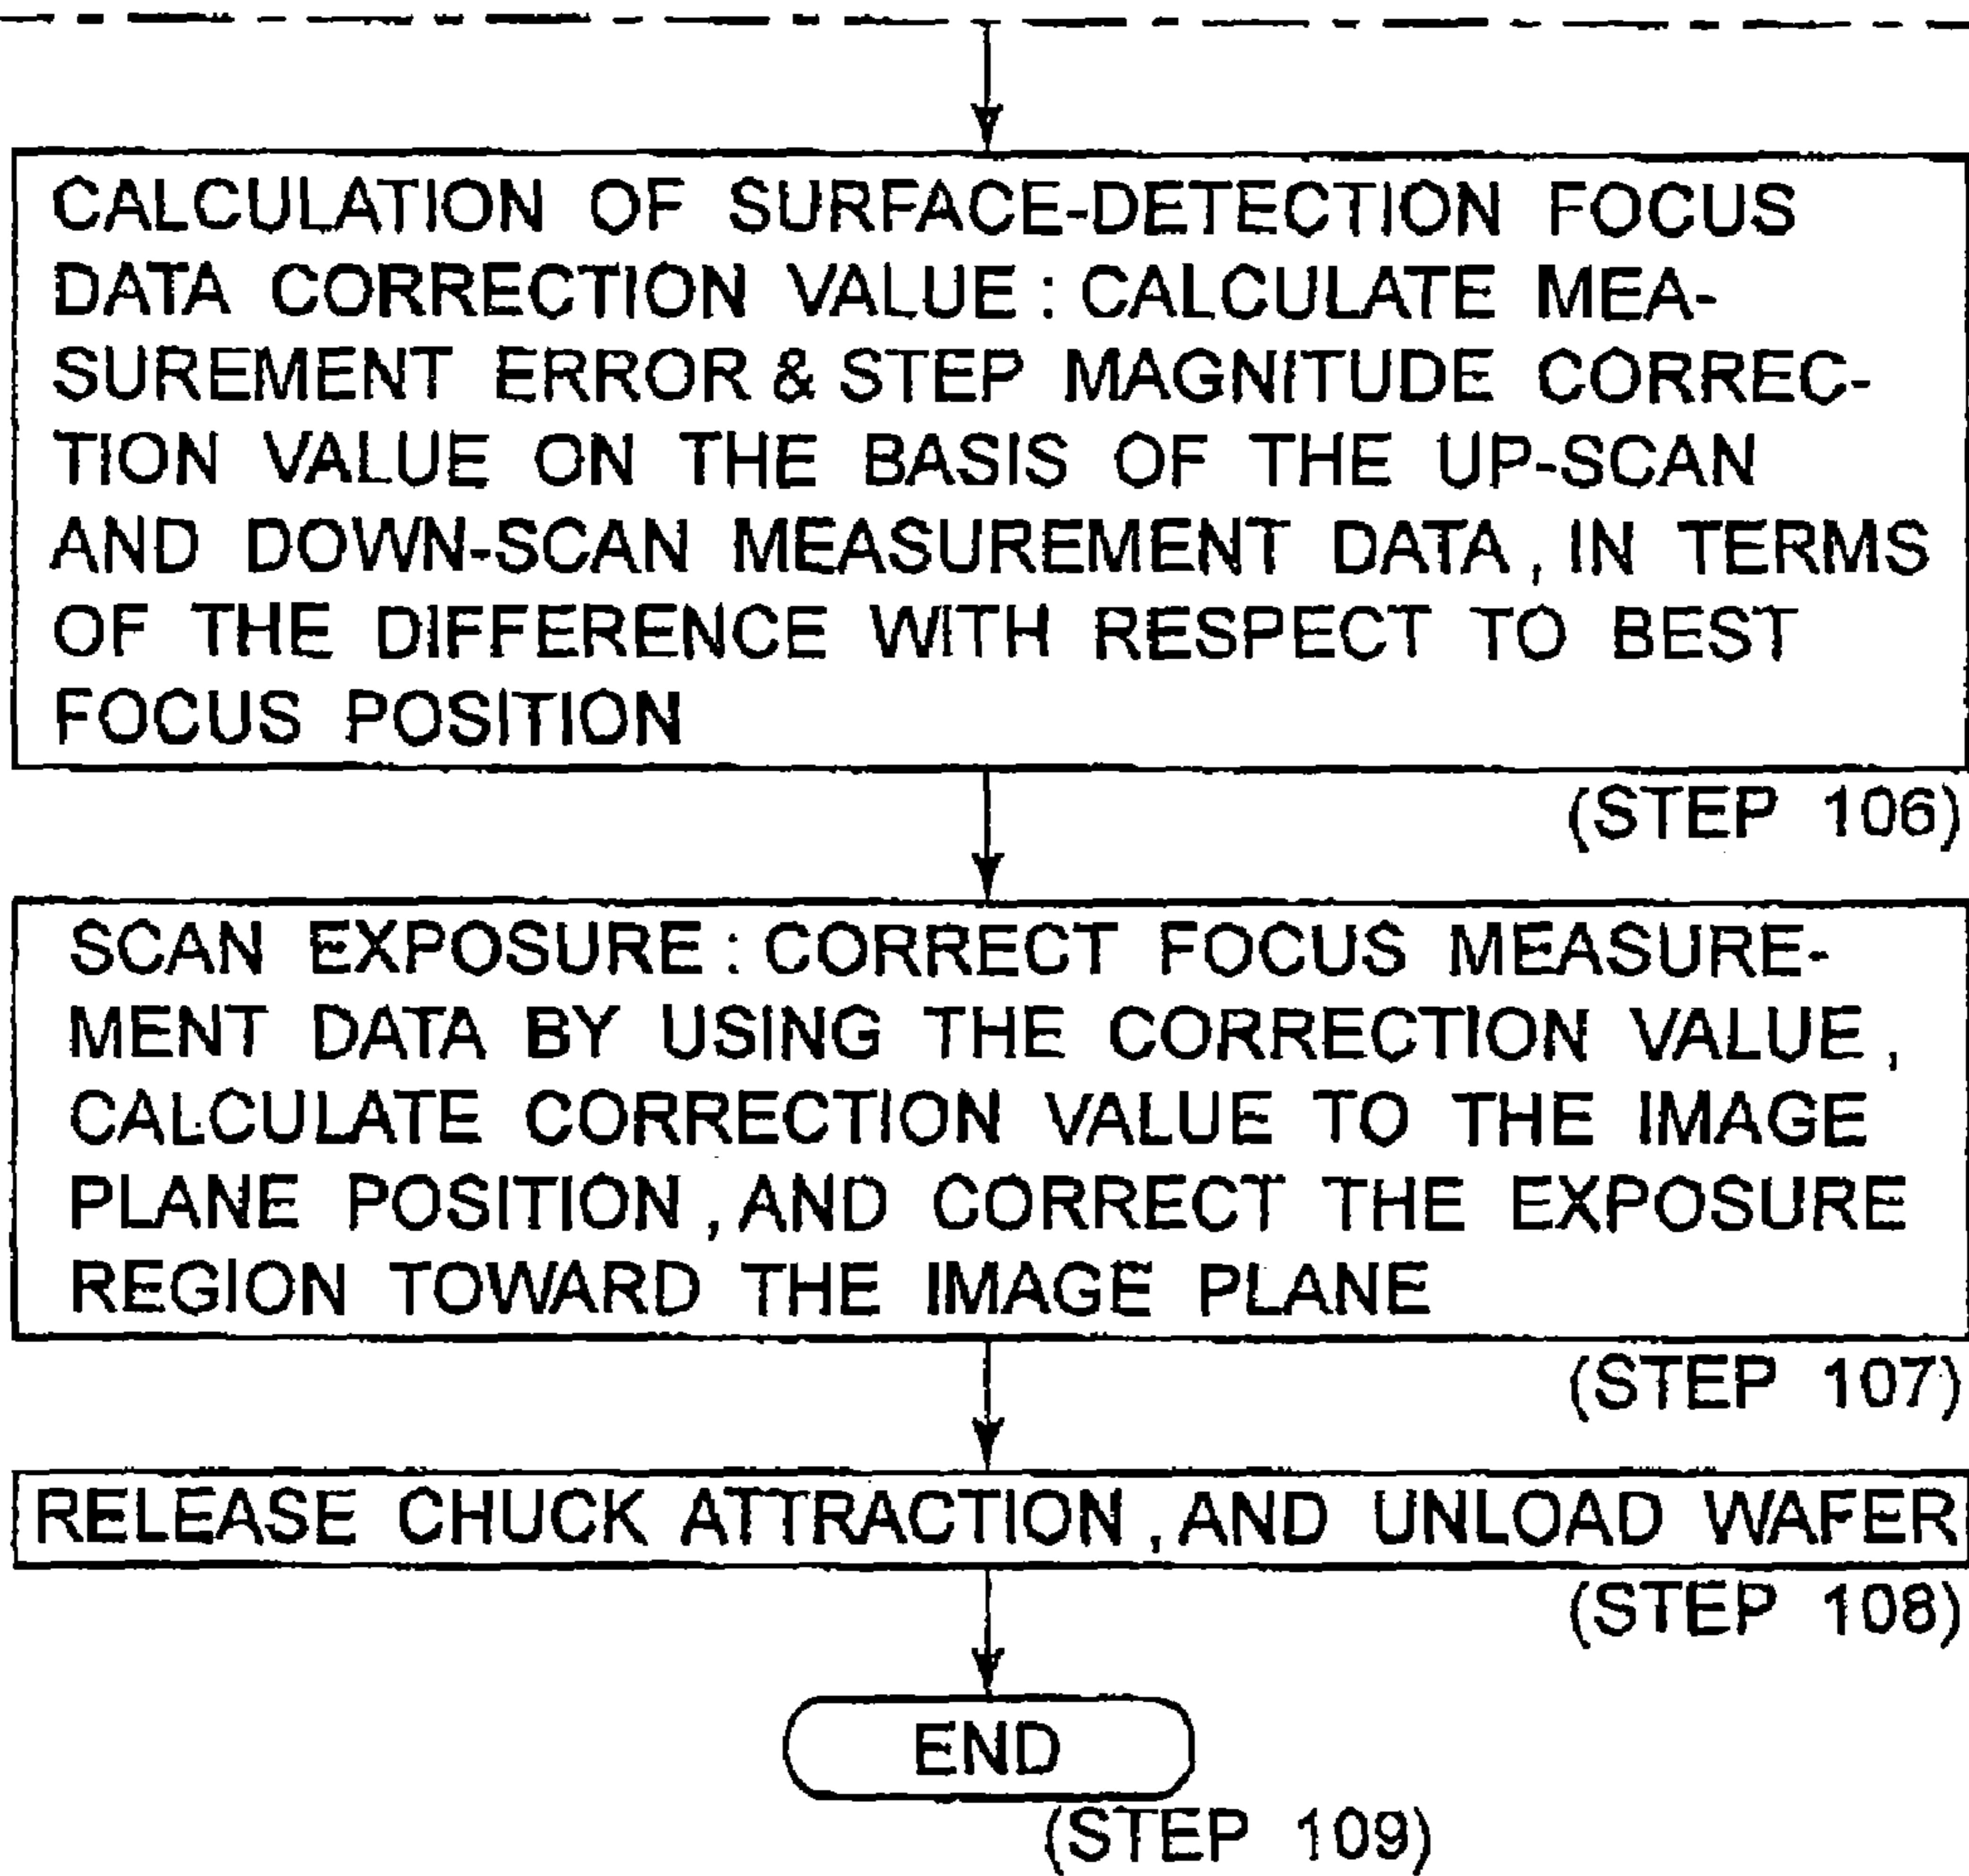 CALCULATION OF SURFACE-DETECTION FOCUS
DATA CORRECTION VALUE : CALCULATE MEA-
SUREMENT ERROR & STEP MAGNITUDE CORREC-
TION VALUE ON THE BASIS OF THE UP-SCAN
AND DOWN-SCAN MEASUREMENT DATA, IN TERMS
OF THE DIFFERENCE WITH RESPECT TO BEST
FOCUS POSITION
(STEP 106)
SCAN EXPOSURE : CORRECT FOCUS MEASURE-
MENT DATA BY USING THE CORRECTION VALUE,
CALCULATE CORRECTION VALUE TO THE IMAGE
PLANE POSITION, AND CORRECT THE EXPOSURE
REGION TOWARD THE IMAGE PLANE
(STEP 107)
RELEASE CHUCK ATTRACTION, AND UNLOAD WAFER
(STEP 108)
END
(STEP 109)